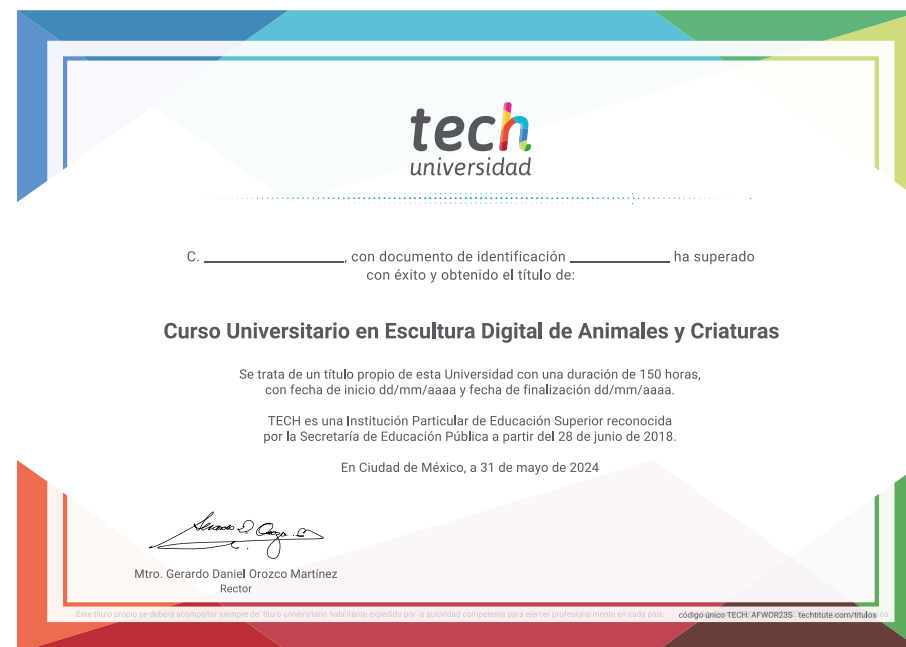 tech
universidad
C. ____________, con documento de identificación ____________ ha superado
con éxito y obtenido el título de:
Curso Universitario en Escultura Digital de Animales y Criaturas
Se trata de un título propio de esta Universidad con una duración de 150 horas,
con fecha de inicio dd/mm/aaaa y fecha de finalización dd/mm/aaaa.
TECH es una Institución Particular de Educación Superior reconocida
por la Secretaría de Educación Pública a partir del 28 de junio de 2018.
En Ciudad de México, a 31 de mayo de 2024
Mtro. Gerardo Daniel Orozco Martínez
Rector
Este título propio se deberá acompañar siempre del título universitario habilitante expedido por la autoridad competente para ejercer profesionalmente en cada país. código único TECH: AFWOR23S techtitute.com/titulos